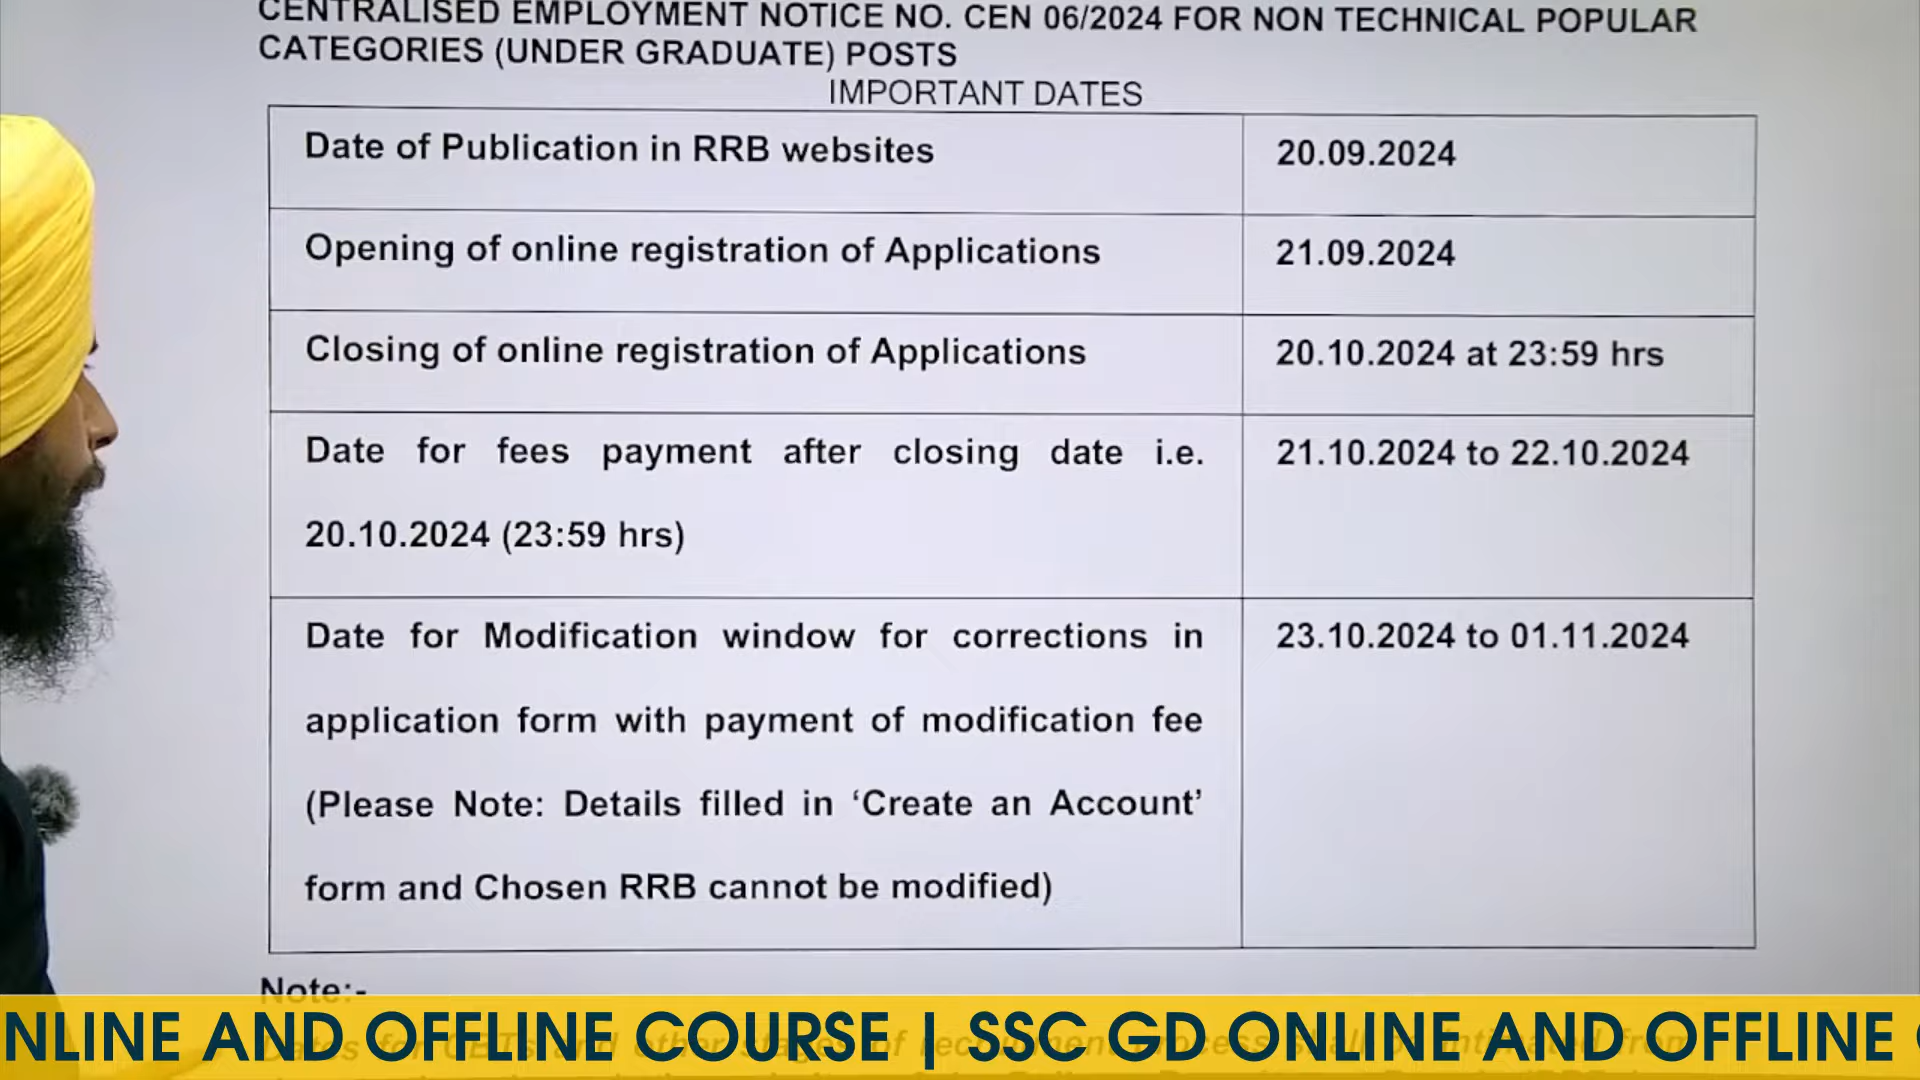 CENTRALISED EMPLOYMENT NOTICE NO. CEN 06/2024 FOR NON TECHNICAL POPULAR
CATEGORIES (UNDER GRADUATE) POSTS
IMPORTANT DATES
Date of Publication in RRB websites 20.09.2024
Opening of online registration of Applications 21.09.2024
Closing of online registration of Applications 20.10.2024 at 23:59 hrs
Date for fees payment after closing date i.e. 21.10.2024 to 22.10.2024
20.10.2024 (23:59 hrs)
Date for Modification window for corrections in 23.10.2024 to 01.11.2024
application form with payment of modification fee
(Please Note: Details filled in ‘Create an Account’
form and Chosen RRB cannot be modified)
Note:-
NLINE AND OFFLINE COURSE | SSC GD ONLINE AND OFFLINE